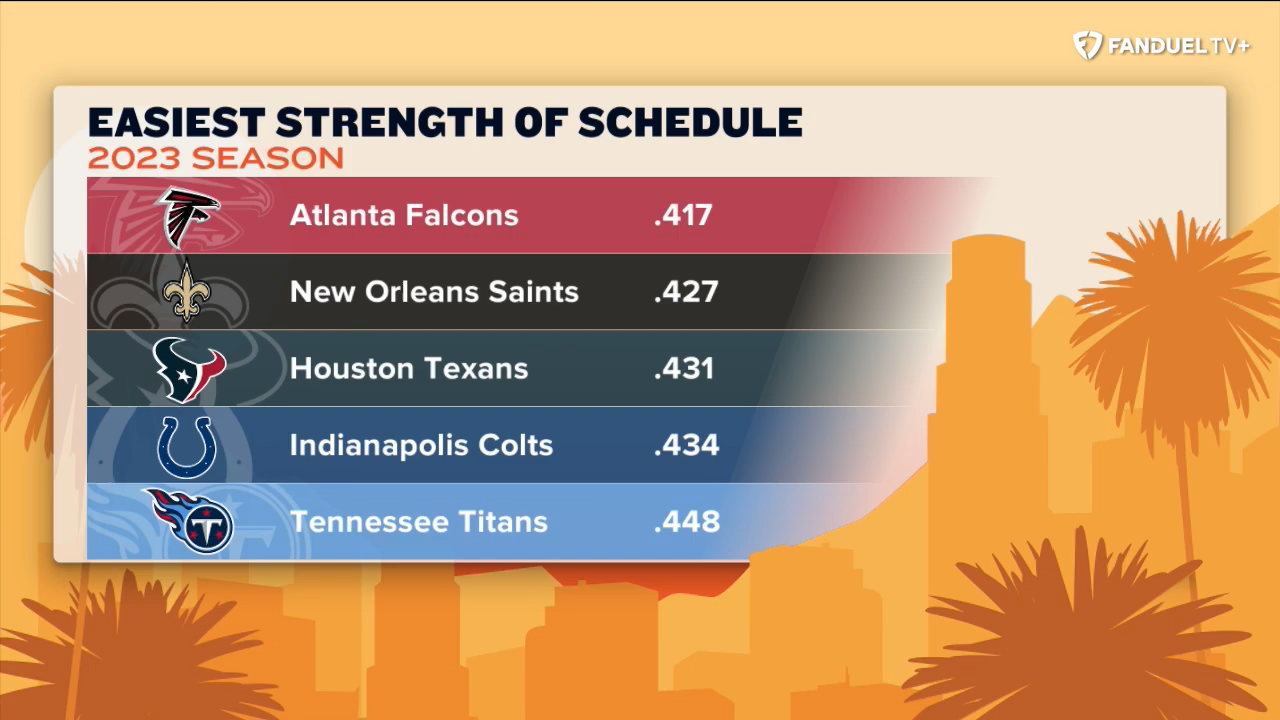 FANDUEL TV+
EASIEST STRENGTH OF SCHEDULE
2023 SEASON
Atlanta Falcons .417
New Orleans Saints .427
Houston Texans .431
Indianapolis Colts .434
Tennessee Titans .448